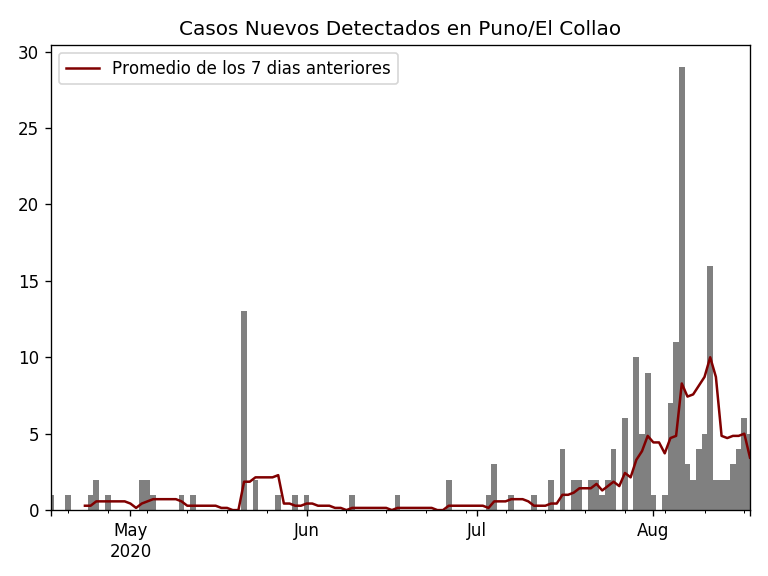 Casos Nuevos Detectados en Puno/El Collao
Promedio de los 7 dias anteriores
30
25
20
15
10
5
0
May
2020
Jun
Jul
Aug